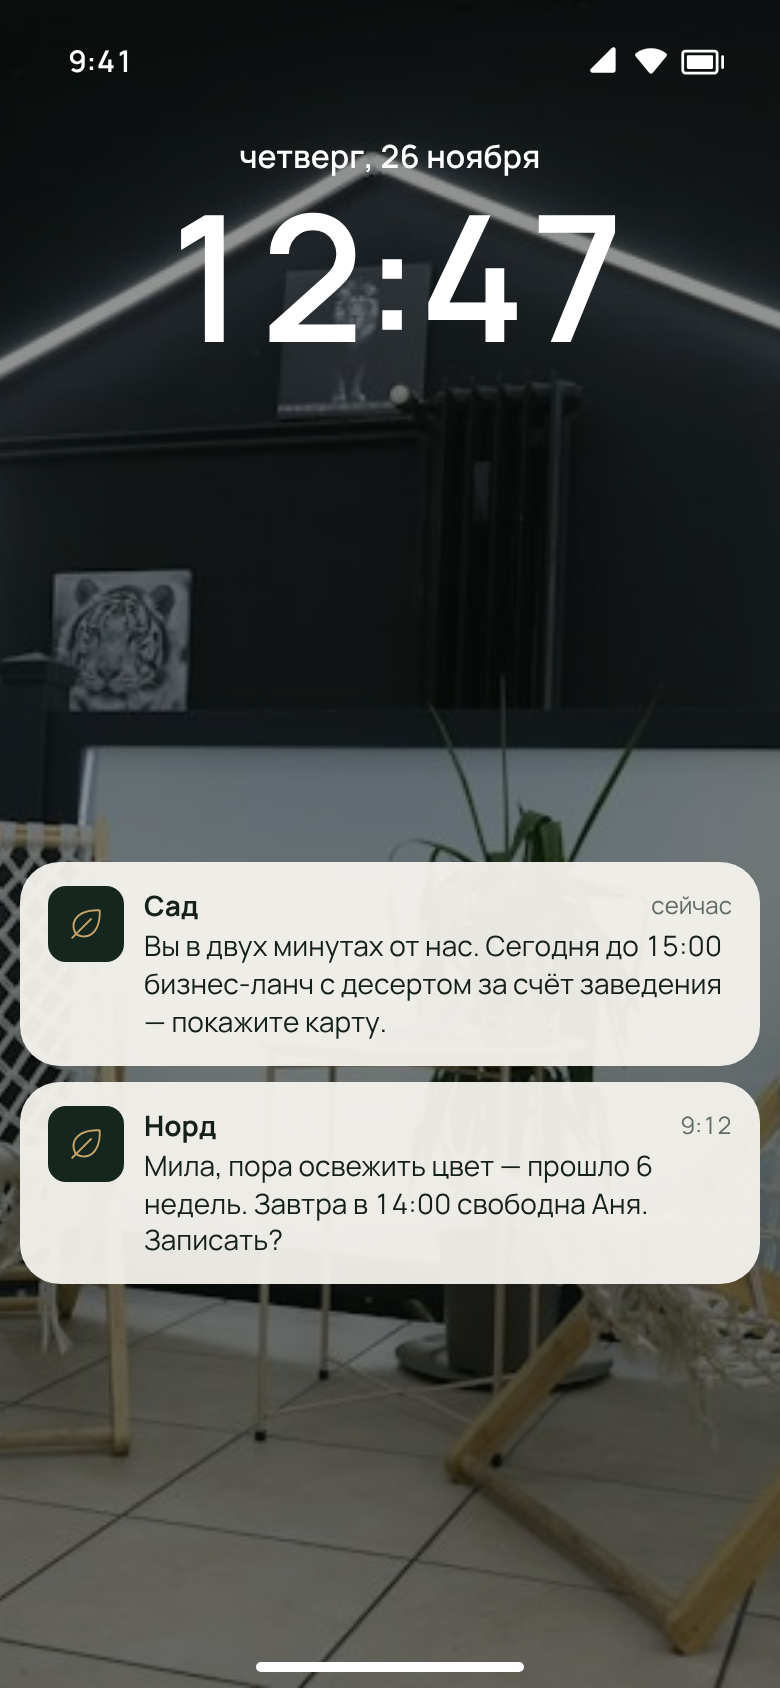 9:41
четверг, 26 ноября
12:47
Сад
сейчас
Вы в двух минутах от нас. Сегодня до 15:00
бизнес-ланч с десертом за счёт заведения
— покажите карту.
Норд
9:12
Мила, пора освежить цвет — прошло 6
недель. Завтра в 14:00 свободна Аня.
Записать?